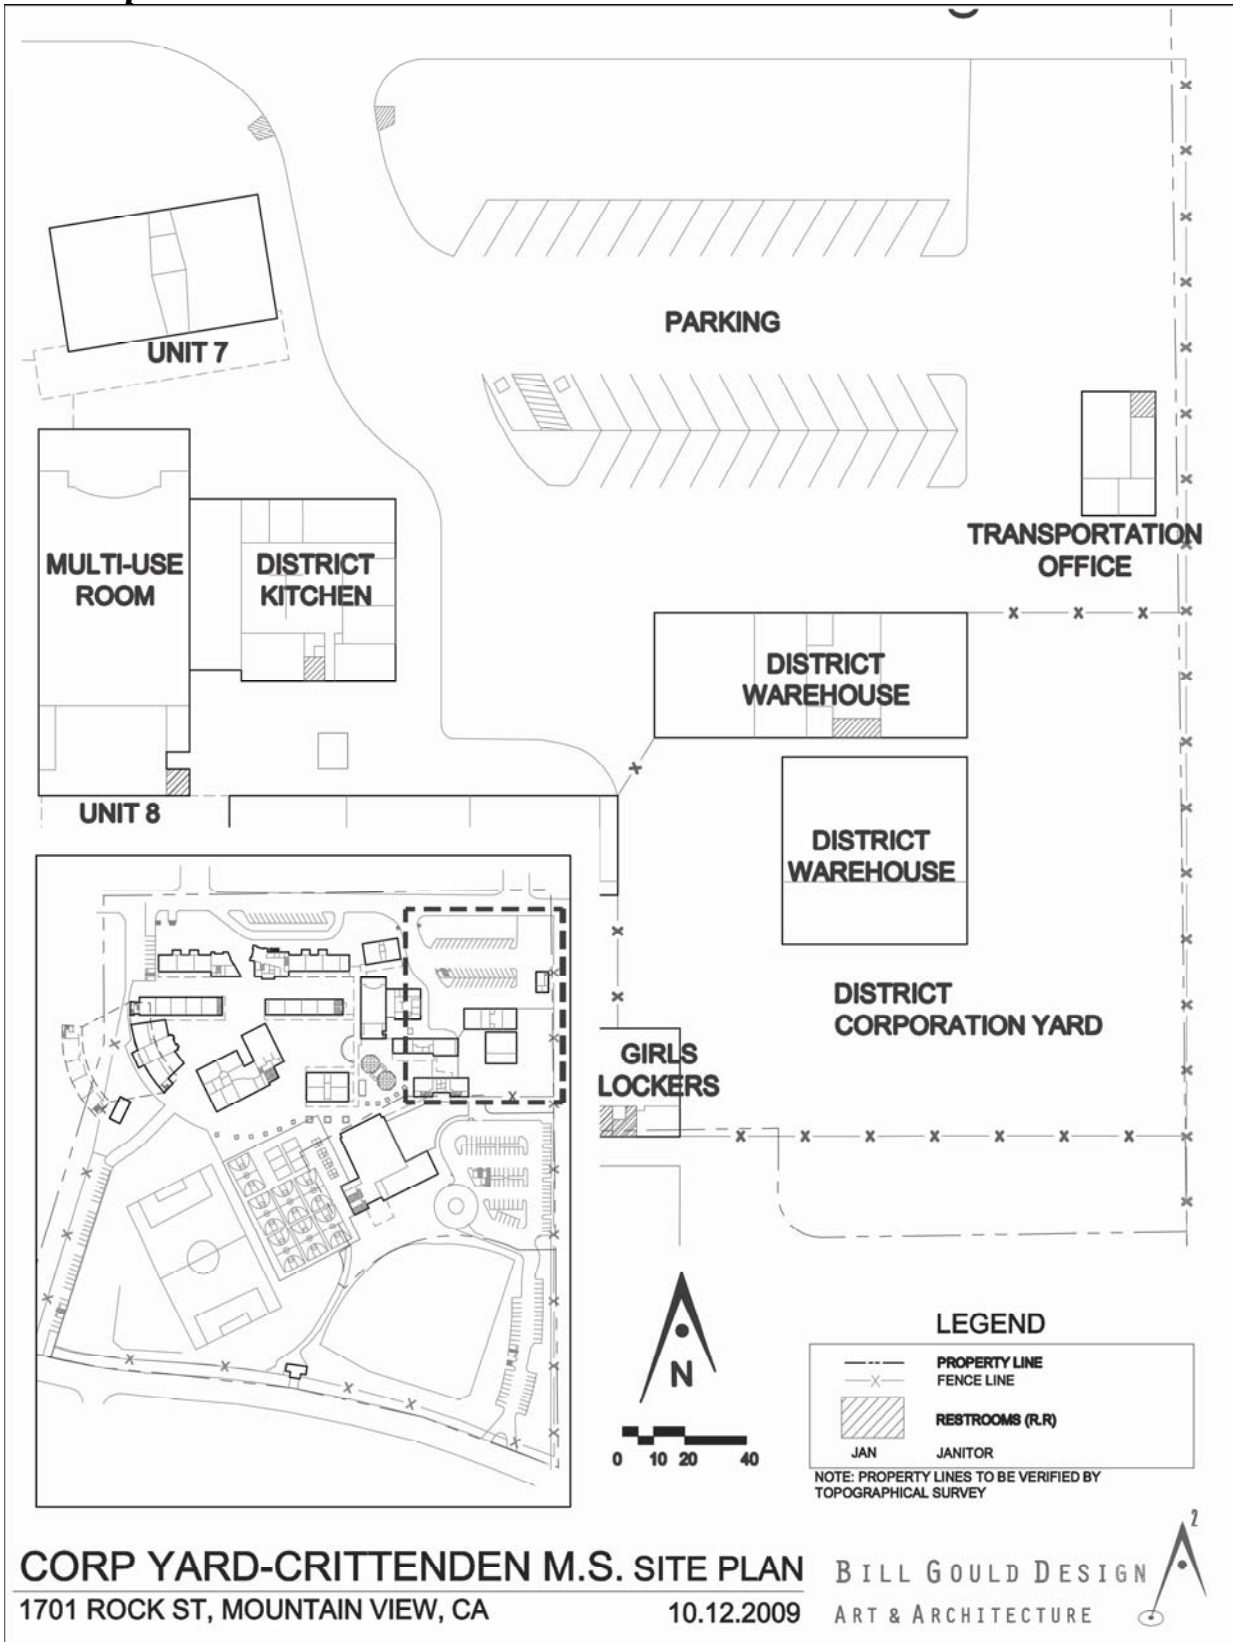 PARKING
UNIT 7
TRANSPORTATION
OFFICE
MULTI-USE
ROOM
DISTRICT
KITCHEN
DISTRICT
WAREHOUSE
UNIT 8
DISTRICT
WAREHOUSE
DISTRICT
CORPORATION YARD
GIRLS
LOCKERS
N
0 10 20 40
LEGEND
PROPERTY LINE
FENCE LINE
RESTROOMS (R.R)
JAN JANITOR
NOTE: PROPERTY LINES TO BE VERIFIED BY
TOPOGRAPHICAL SURVEY
CORP YARD-CRITTENDEN M.S. SITE PLAN
1701 ROCK ST, MOUNTAIN VIEW, CA 10.12.2009
BILL GOULD DESIGN
ART & ARCHITECTURE
2